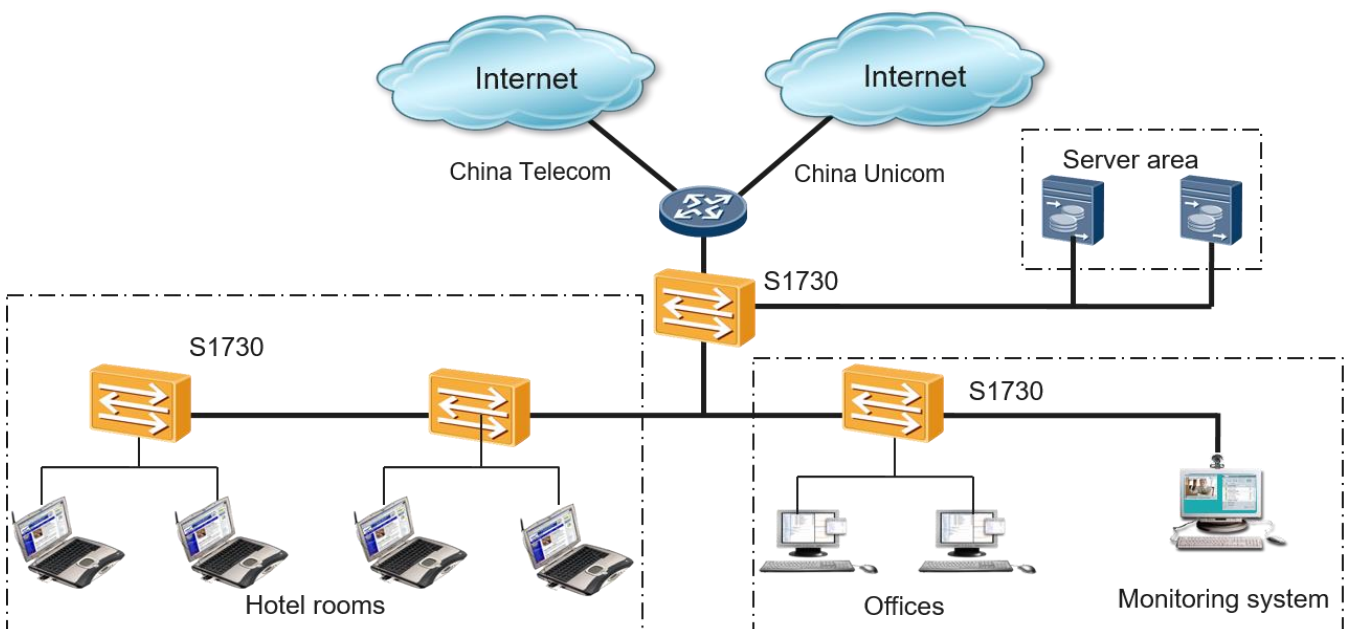 Internet
Internet
China Telecom
China Unicom
Server area
S1730
S1730
S1730
Hotel rooms
Offices
Monitoring system